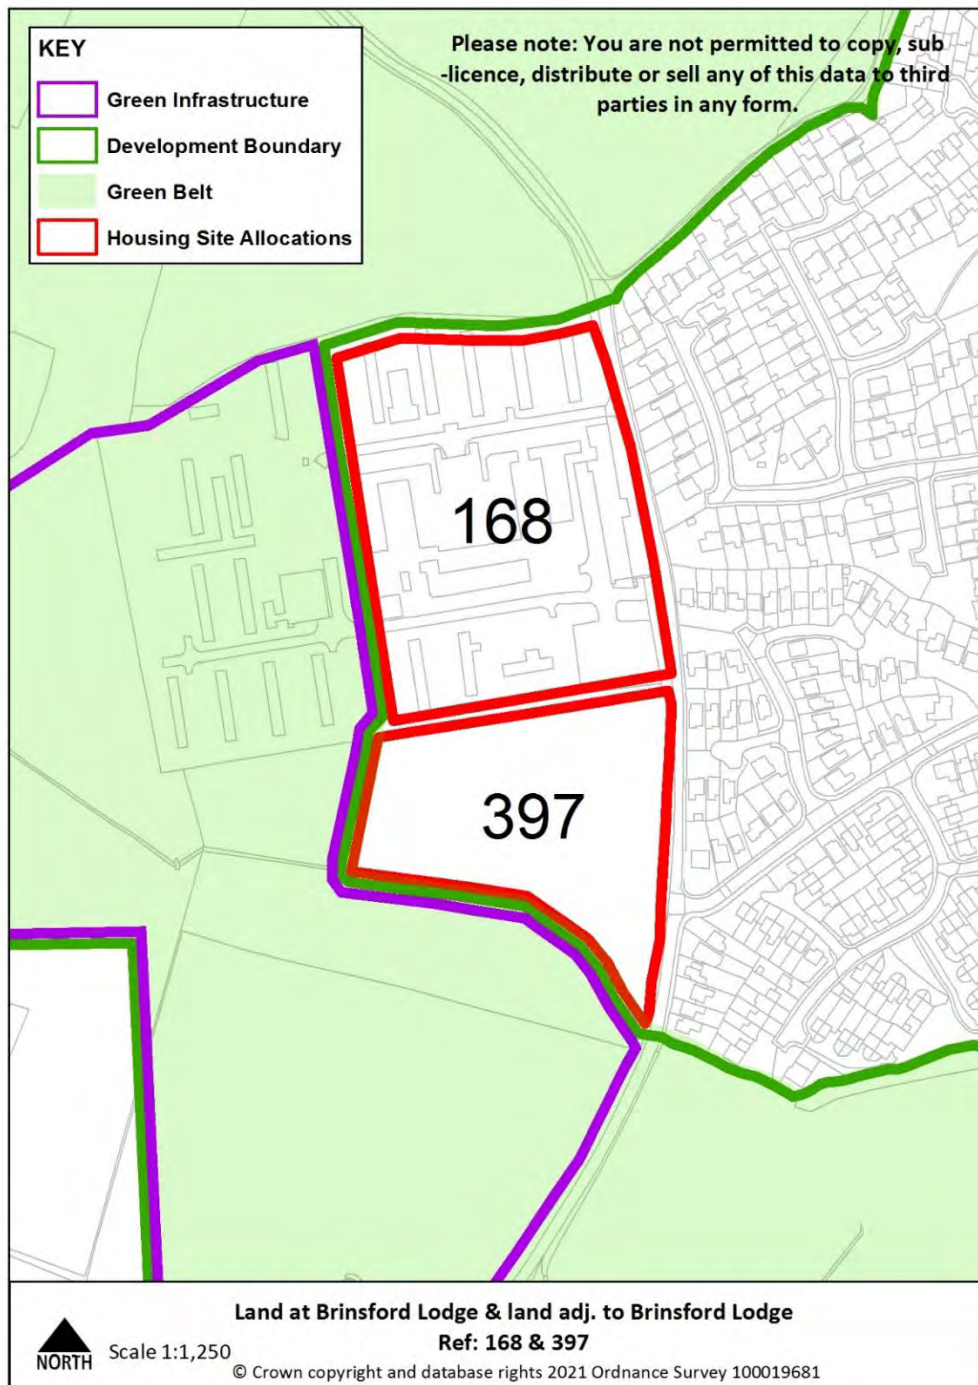 KEY
Green Infrastructure
Development Boundary
Green Belt
Housing Site Allocations
Please note: You are not permitted to copy, sub
-licence, distribute or sell any of this data to third
parties in any form.
168
397
Land at Brinsford Lodge & land adj. to Brinsford Lodge
Ref: 168 & 397
NORTH
Scale 1:1,250
© Crown copyright and database rights 2021 Ordnance Survey 100019681